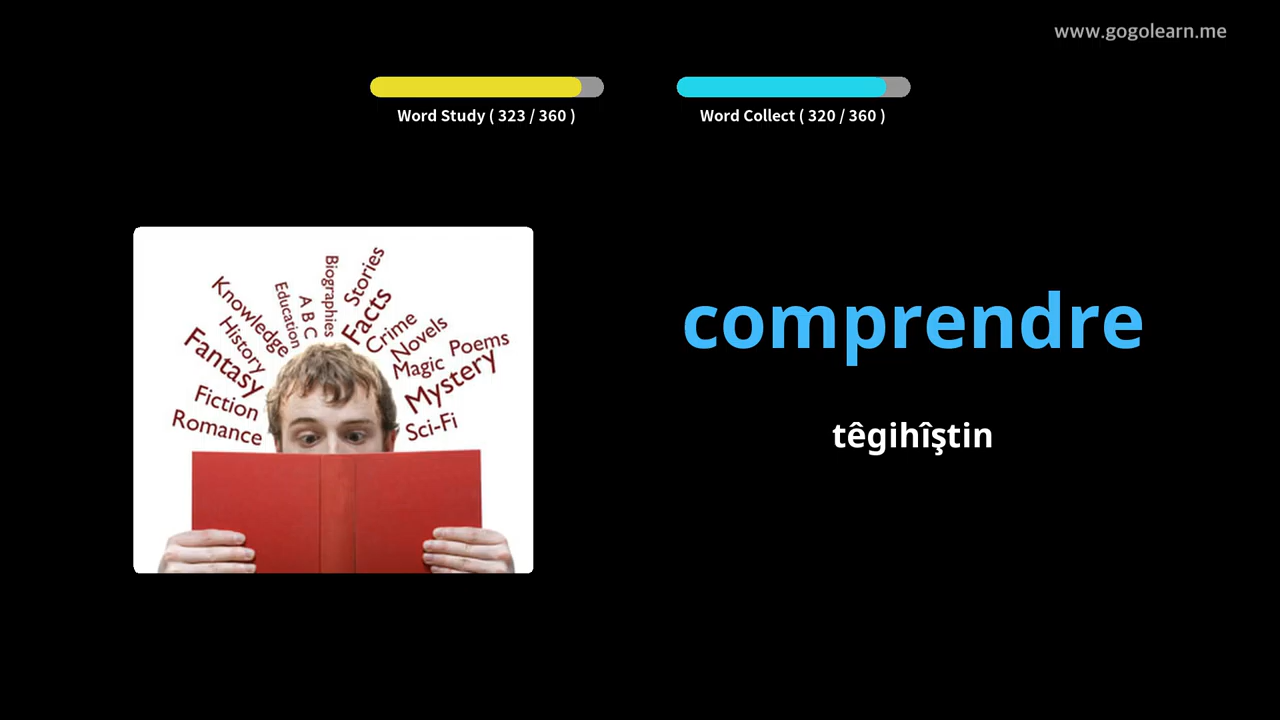 www.gogolearn.me
Word Study ( 323 / 360 )
Word Collect ( 320 / 360 )
Knowledge
History
Education
A B C
Biographies
Stories
Facts
Crime
Novels
Magic
Poems
Mystery
Sci-Fi
Fantasy
Fiction
Romance
comprendre
têgihîştin